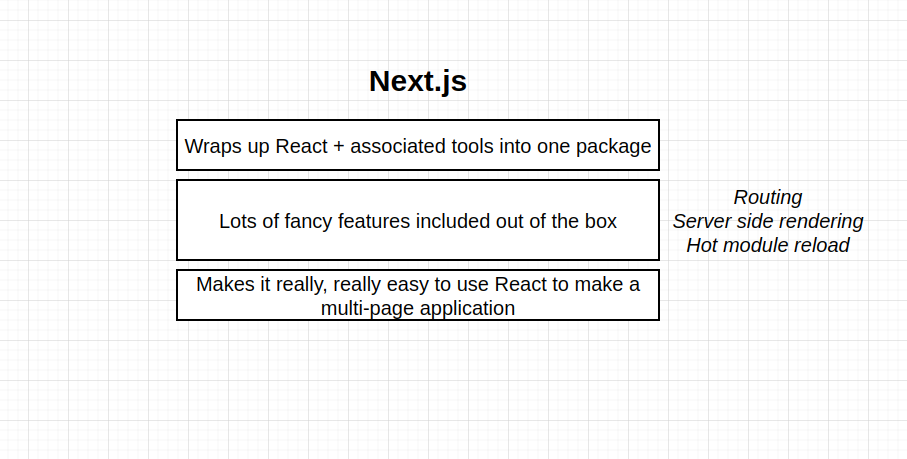 Next.js
Wraps up React + associated tools into one package
Lots of fancy features included out of the box
Routing
Server side rendering
Hot module reload
Makes it really, really easy to use React to make a
multi-page application